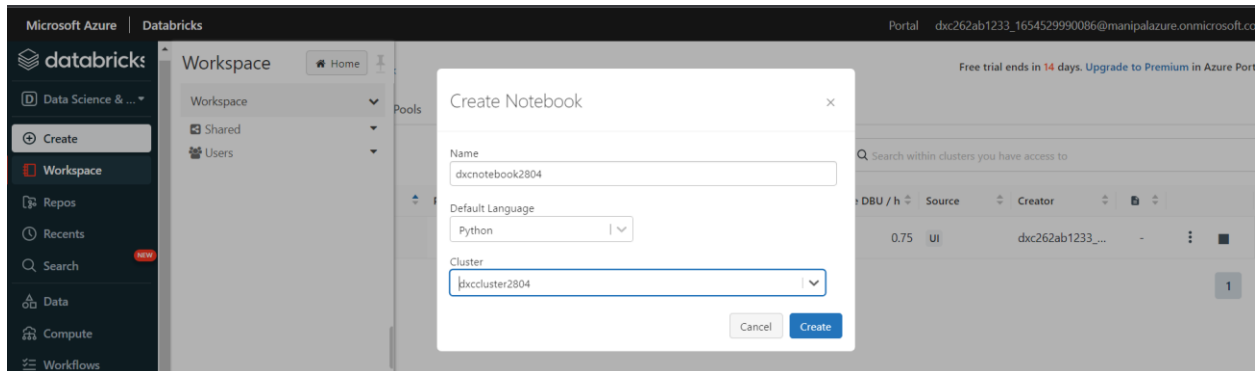 Microsoft Azure | Databricks
Portal dxc262ab1233_1654529990086@manipalazure.onmicrosoft.co
databricks
D Data Science & ...
Create
Workspace
Repos
Recents
Search
NEW
Data
Compute
Workflows
Workspace
Home
Workspace
Shared
Users
Pools
Free trial ends in 14 days. Upgrade to Premium in Azure Port
Search within clusters you have access to
DBU / h Source Creator
0.75 UI dxc262ab1233_... -
1
Create Notebook
Name
dxcnotebook2804
Default Language
Python
Cluster
dxccluster2804
Cancel Create